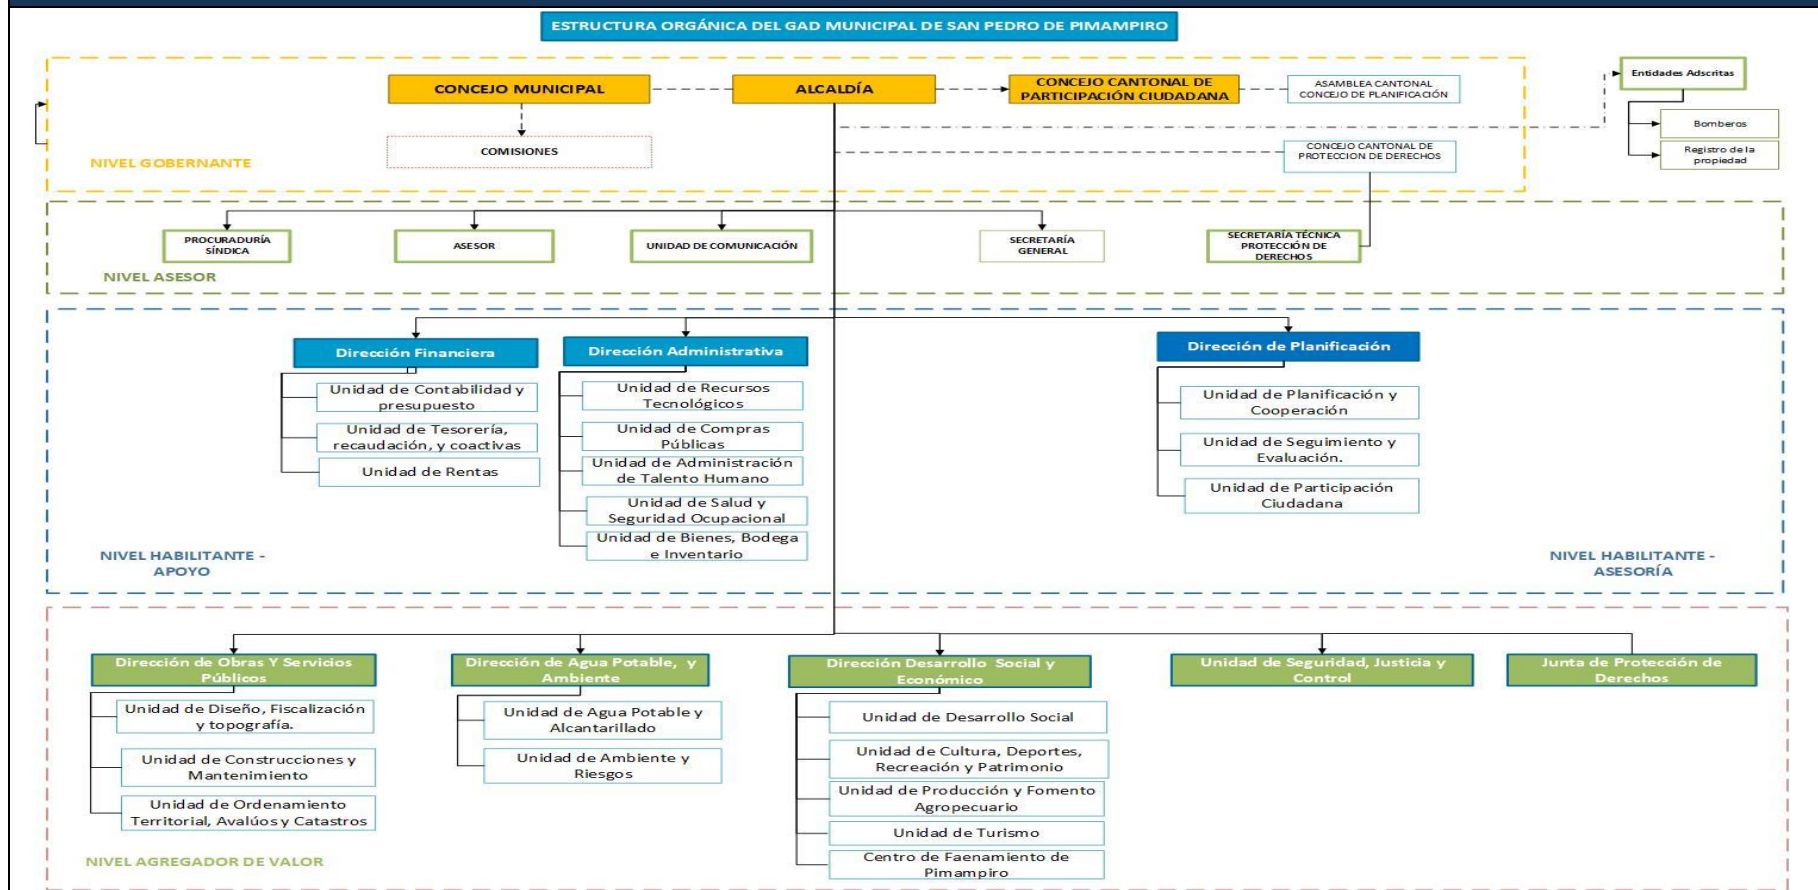 ESTRUCTURA ORGÁNICA DEL GAD MUNICIPAL DE SAN PEDRO DE PIMAMPIRO
CONCEJO MUNICIPAL
ALCALDÍA
CONCEJO CANTONAL DE
PARTICIPACIÓN CIUDADANA
ASAMBLEA CANTONAL
CONCEJO DE PLANIFICACIÓN
Entidades Adscritas
Bomberos
Registro de la
propiedad
COMISIONES
CONCEJO CANTONAL DE
PROTECCION DE DERECHOS
NIVEL GOBERNANTE
PROCURADURÍA
SÍNDICA
ASESOR
UNIDAD DE COMUNICACIÓN
SECRETARÍA
GENERAL
SECRETARÍA TÉCNICA
PROTECCIÓN DE
DERECHOS
NIVEL ASESOR
Dirección Financiera
Unidad de Contabilidad y
presupuesto
Unidad de Tesorería,
recaudación, y coactivas
Unidad de Rentas
Dirección Administrativa
Unidad de Recursos
Tecnológicos
Unidad de Compras
Públicas
Unidad de Administración
de Talento Humano
Unidad de Salud y
Seguridad Ocupacional
Unidad de Bienes, Bodega
e Inventario
Dirección de Planificación
Unidad de Planificación y
Cooperación
Unidad de Seguimiento y
Evaluación.
Unidad de Participación
Ciudadana
NIVEL HABILITANTE -
APOYO
NIVEL HABILITANTE -
ASESORÍA
Dirección de Obras Y Servicios
Públicos
Unidad de Diseño, Fiscalización
y topografía.
Unidad de Construcciones y
Mantenimiento
Unidad de Ordenamiento
Territorial, Avalúos y Catastros
Dirección de Agua Potable, y
Ambiente
Unidad de Agua Potable y
Alcantarillado
Unidad de Ambiente y
Riesgos
Dirección Desarrollo Social y
Económico
Unidad de Desarrollo Social
Unidad de Cultura, Deportes,
Recreación y Patrimonio
Unidad de Producción y Fomento
Agropecuario
Unidad de Turismo
Centro de Faenamiento de
Pimampiro
Unidad de Seguridad, Justicia y
Control
Junta de Protección de
Derechos
NIVEL AGREGADOR DE VALOR